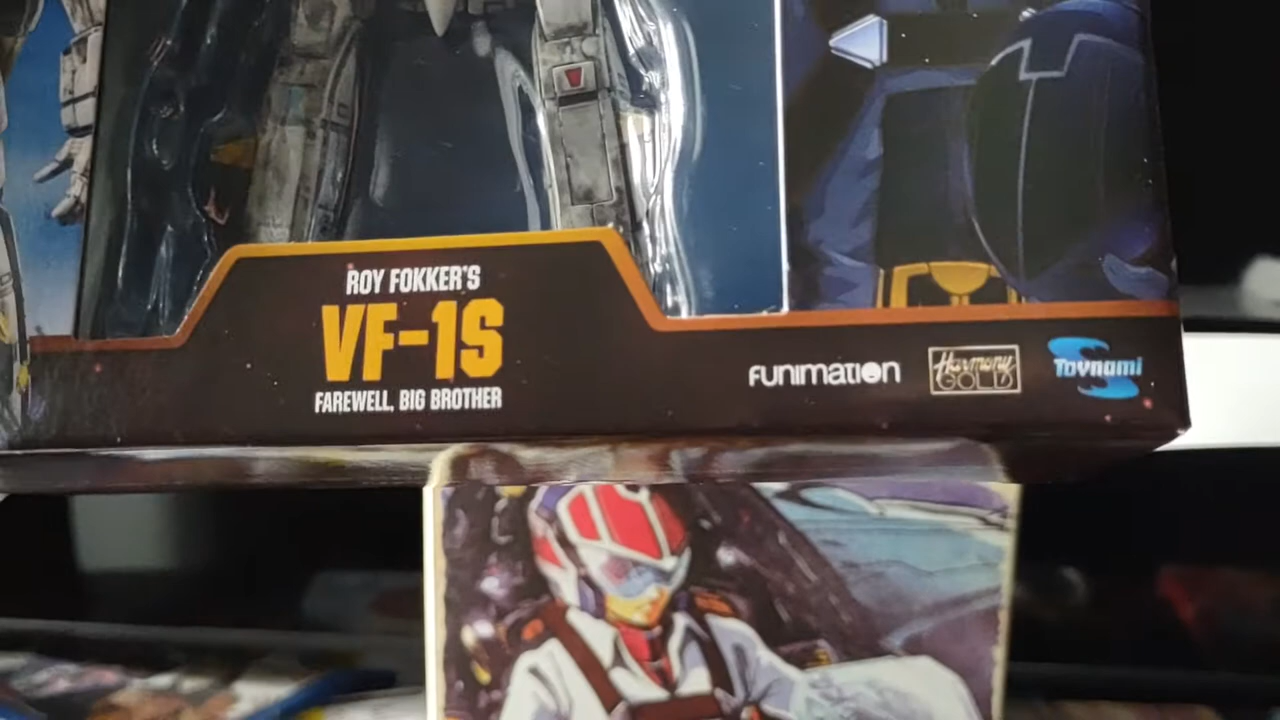 ROY FOKKER'S
VF-1S
FAREWELL, BIG BROTHER
FUNIMATION
Harmony
GOLD
Toynami